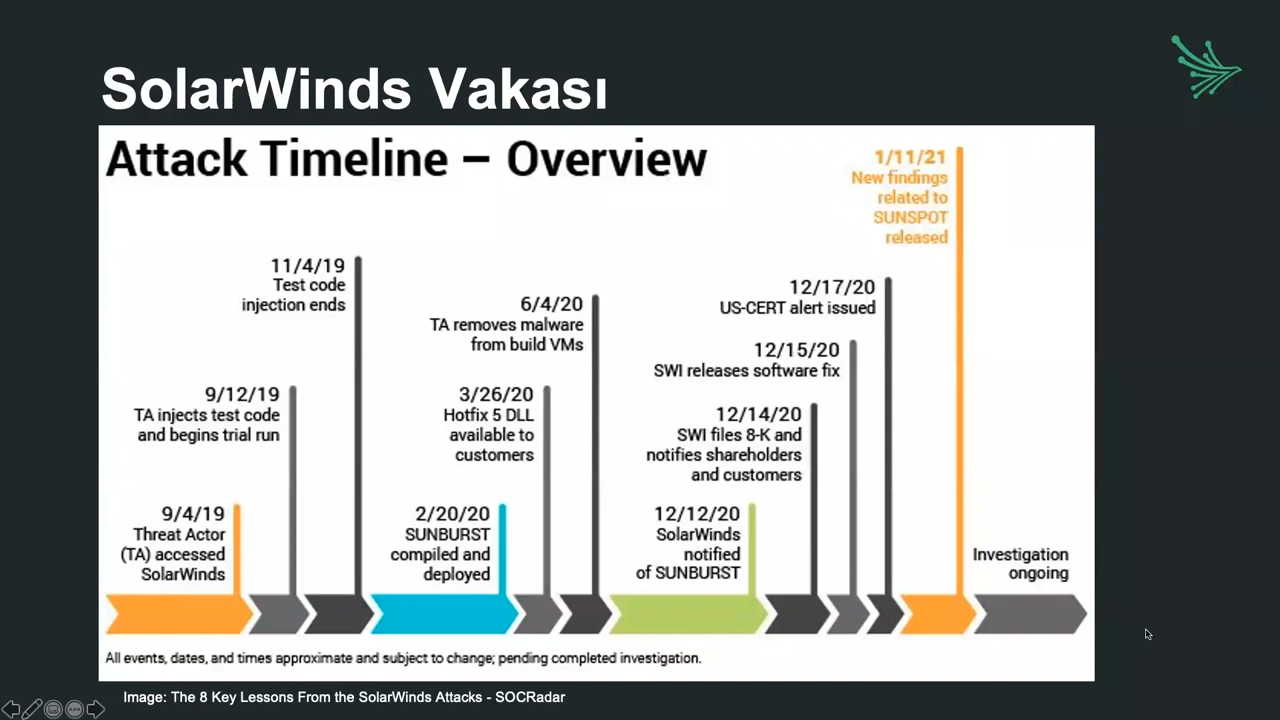 SolarWinds Vakası
Attack Timeline – Overview
9/4/19
Threat Actor
(TA) accessed
SolarWinds
9/12/19
TA injects test code
and begins trial run
11/4/19
Test code
injection ends
2/20/20
SUNBURST
compiled and
deployed
3/26/20
Hotfix 5 DLL
available to
customers
6/4/20
TA removes malware
from build VMs
12/12/20
SolarWinds
notified
of SUNBURST
12/14/20
SWI files 8-K and
notifies shareholders
and customers
12/15/20
SWI releases software fix
12/17/20
US-CERT alert issued
1/11/21
New findings
related to
SUNSPOT
released
Investigation
ongoing
All events, dates, and times approximate and subject to change; pending completed investigation.
Image: The 8 Key Lessons From the SolarWinds Attacks - SOCRadar